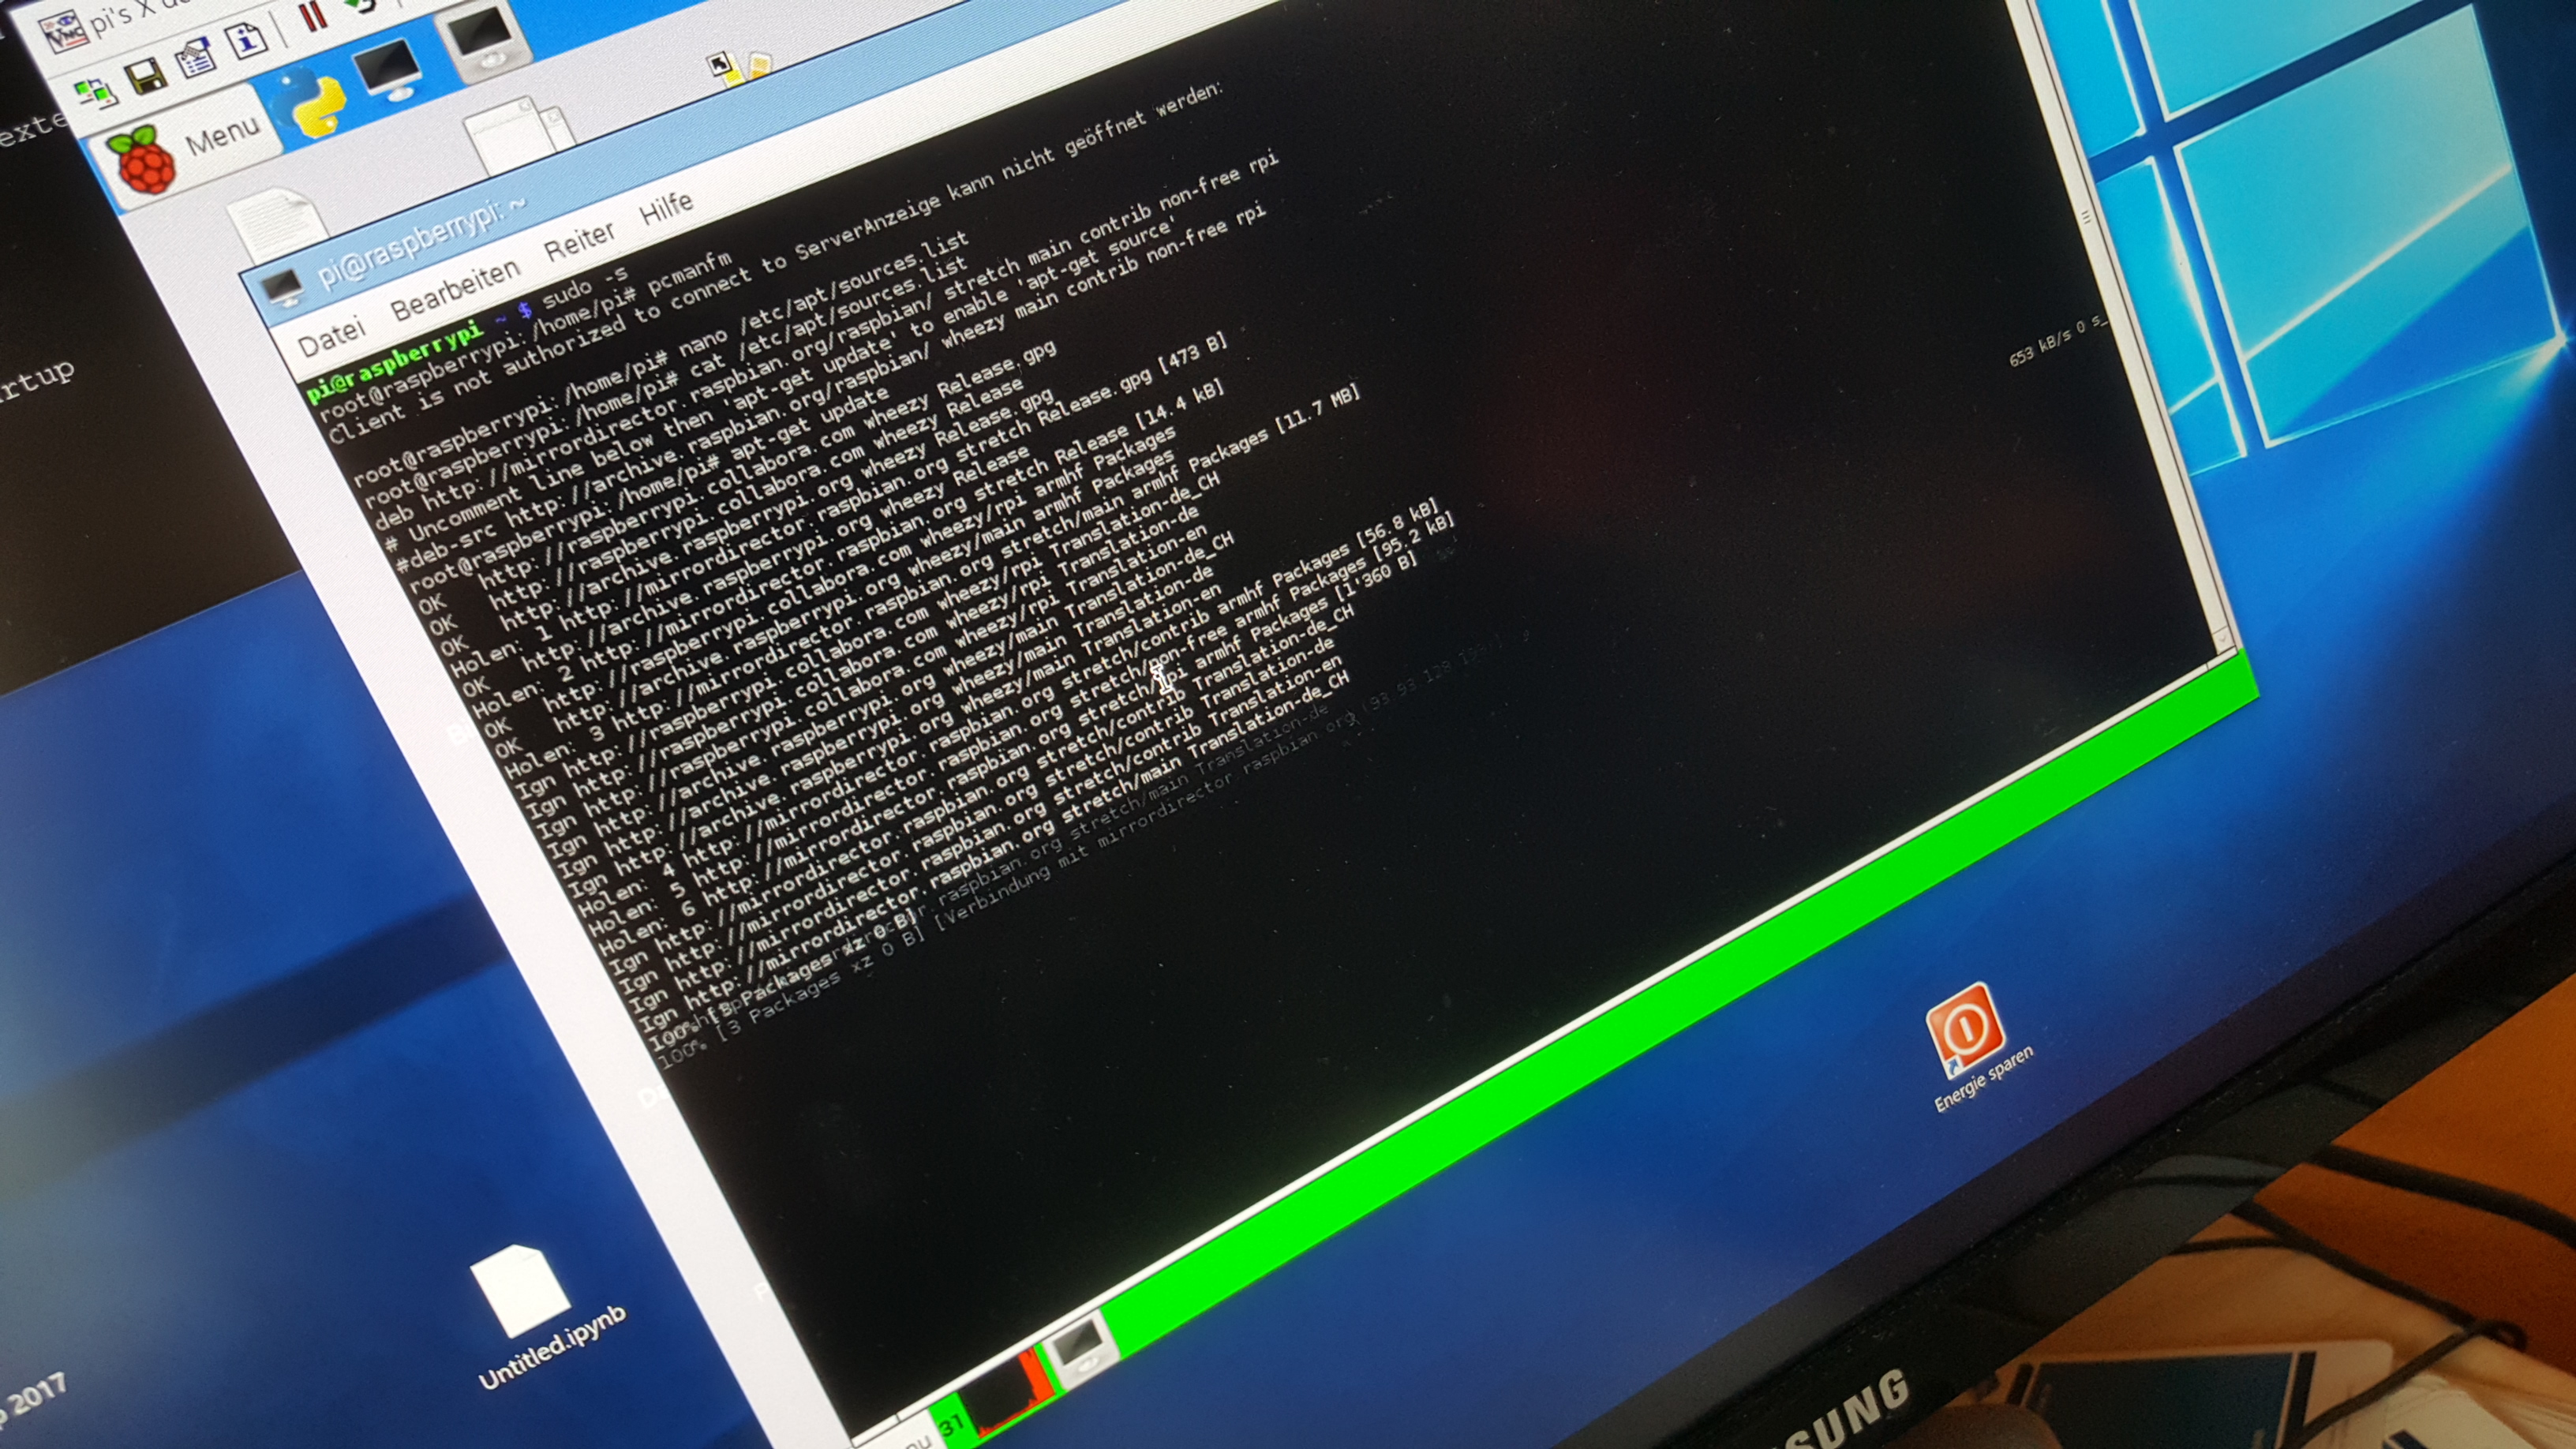 pi's X
exte
Menu
rtup
pi@raspberrypi: ~
Datei Bearbeiten Reiter Hilfe
pi@raspberrypi ~ $ sudo -s
root@raspberrypi:/home/pi# pcmanfm
Client is not authorized to connect to ServerAnzeige kann nicht geöffnet werden:
root@raspberrypi:/home/pi# nano /etc/apt/sources.list
root@raspberrypi:/home/pi# cat /etc/apt/sources.list
deb http://mirrordirector.raspbian.org/raspbian/ stretch main contrib non-free rpi
# Uncomment line below then 'apt-get update' to enable 'apt-get source'
#deb-src http://archive.raspbian.org/raspbian/ wheezy main contrib non-free rpi
root@raspberrypi:/home/pi# apt-get update
OK http://raspberrypi.collabora.com wheezy Release.gpg
OK http://raspberrypi.collabora.com wheezy Release
OK http://archive.raspberrypi.org wheezy Release.gpg
Holen: 1 http://mirrordirector.raspbian.org stretch Release.gpg [473 B]
OK http://archive.raspberrypi.org wheezy Release
Holen: 2 http://mirrordirector.raspbian.org stretch Release [14.4 kB]
OK http://raspberrypi.collabora.com wheezy/rpi armhf Packages
OK http://archive.raspberrypi.org wheezy/main armhf Packages
Holen: 3 http://mirrordirector.raspbian.org stretch/main armhf Packages [11.7 MB]
Ign http://raspberrypi.collabora.com wheezy/rpi Translation-de_CH
Ign http://raspberrypi.collabora.com wheezy/rpi Translation-de
Ign http://raspberrypi.collabora.com wheezy/rpi Translation-en
Ign http://archive.raspberrypi.org wheezy/main Translation-de_CH
Ign http://archive.raspberrypi.org wheezy/main Translation-de
Ign http://archive.raspberrypi.org wheezy/main Translation-en
Holen: 4 http://mirrordirector.raspbian.org stretch/contrib armhf Packages [56.8 kB]
Holen: 5 http://mirrordirector.raspbian.org stretch/non-free armhf Packages [95.2 kB]
Holen: 6 http://mirrordirector.raspbian.org stretch/rpi armhf Packages [1'360 B]
Ign http://mirrordirector.raspbian.org stretch/contrib Translation-de_CH
Ign http://mirrordirector.raspbian.org stretch/contrib Translation-de
Ign http://mirrordirector.raspbian.org stretch/contrib Translation-en
Ign http://mirrordirector.raspbian.org stretch/main Translation-de_CH
raspbian.org stretch/main Translation-de
100% [3 Packages xz 0 B]
100% [3 Packages xz 0 B] [Verbindung mit mirrordirector.raspbian.org
653 kB/s 0 s
Energie sparen
Untitled.ipynb
2017
31
SUNG